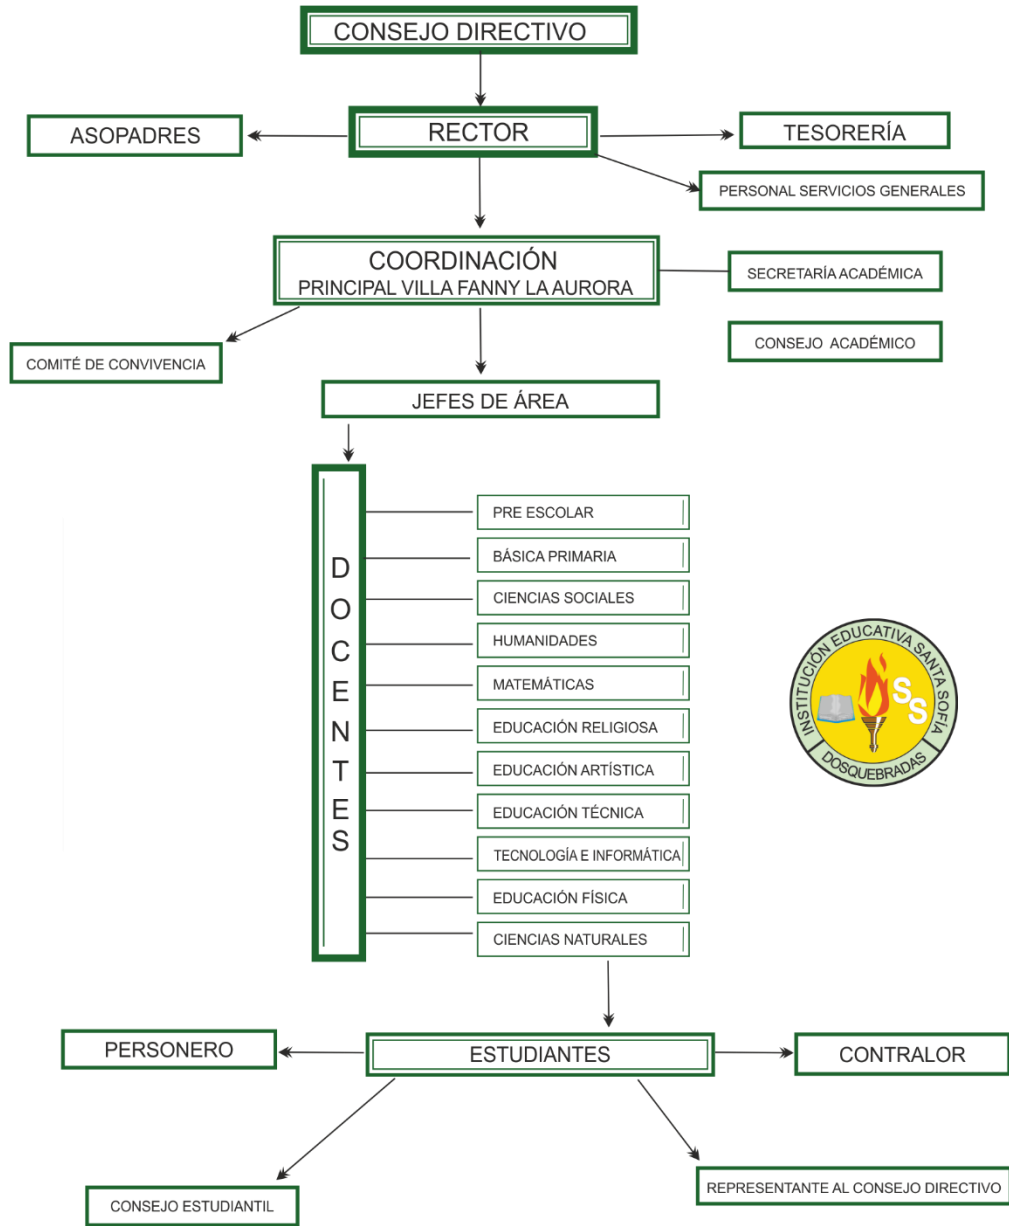 CONSEJO DIRECTIVO
ASOPADRES
RECTOR
TESORERÍA
PERSONAL SERVICIOS GENERALES
COORDINACIÓN
PRINCIPAL VILLA FANNY LA AURORA
SECRETARÍA ACADÉMICA
CONSEJO ACADÉMICO
COMITÉ DE CONVIVENCIA
JEFES DE ÁREA
DOCENTES
PRE ESCOLAR
BÁSICA PRIMARIA
CIENCIAS SOCIALES
HUMANIDADES
MATEMÁTICAS
EDUCACIÓN RELIGIOSA
EDUCACIÓN ARTÍSTICA
EDUCACIÓN TÉCNICA
TECNOLOGÍA E INFORMÁTICA
EDUCACIÓN FÍSICA
CIENCIAS NATURALES
INSTITUCIÓN EDUCATIVA SANTA SOFÍA
SS
DOSQUEBRADAS
PERSONERO
ESTUDIANTES
CONTRALOR
CONSEJO ESTUDIANTIL
REPRESENTANTE AL CONSEJO DIRECTIVO